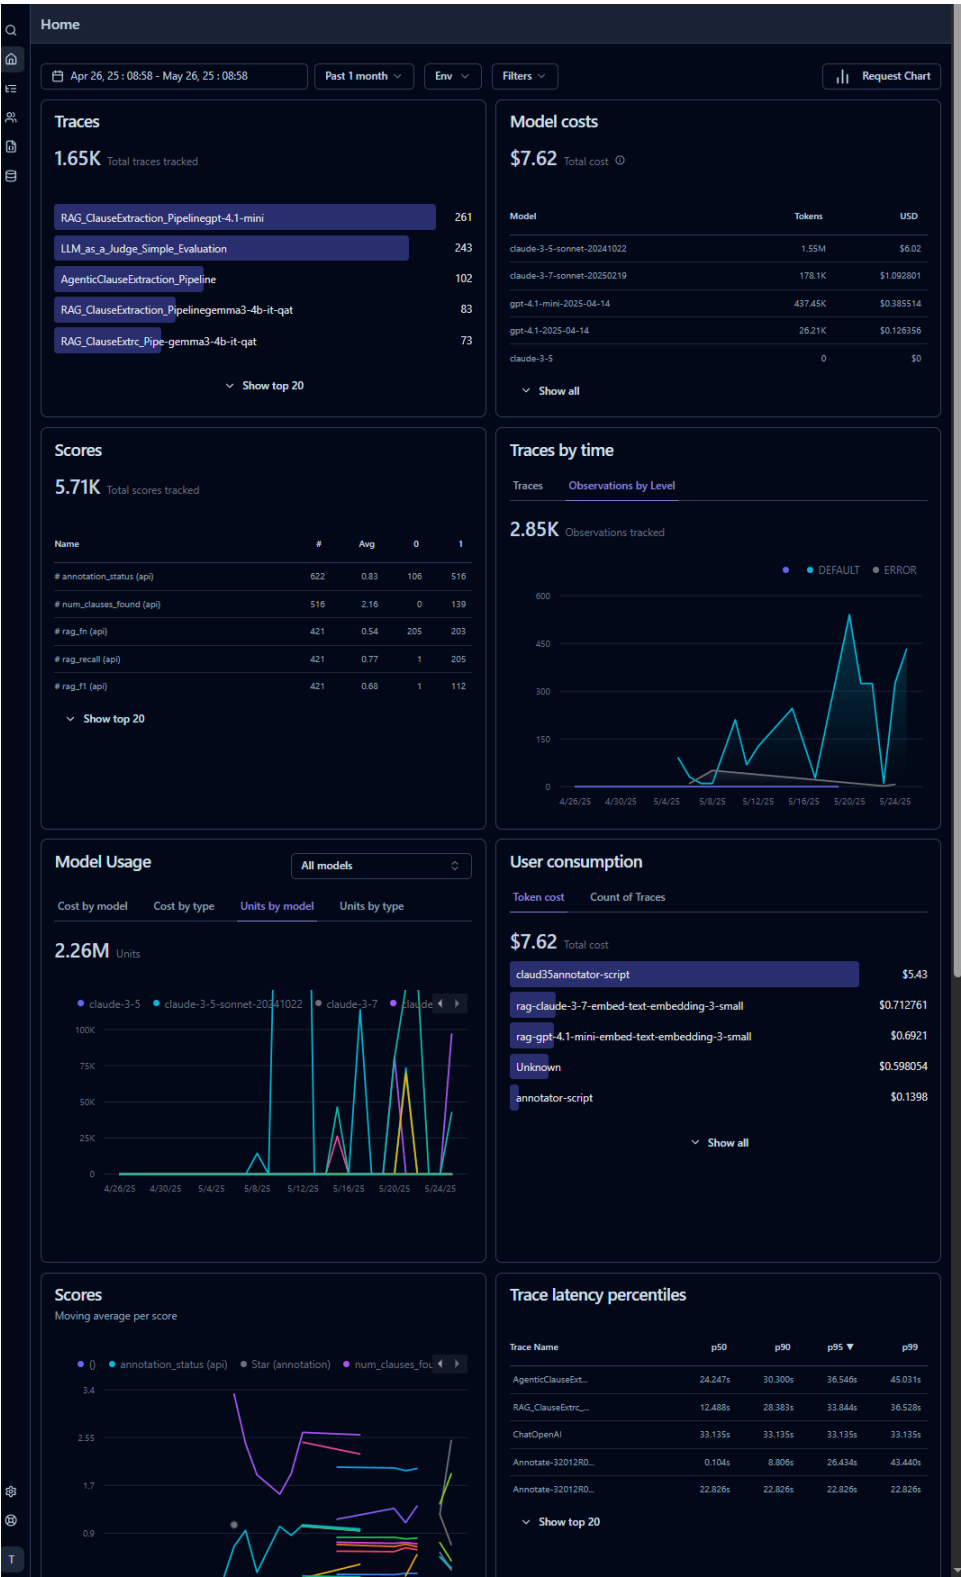 Home
Apr 26, 25 : 08:58 - May 26, 25 : 08:58
Past 1 month
Env
Filters
Request Chart
Traces
1.65K Total traces tracked
RAG_ClauseExtraction_Pipelinegpt-4.1-mini 261
LLM_as_a_Judge_Simple_Evaluation 243
AgenticClauseExtraction_Pipeline 102
RAG_ClauseExtraction_Pipelinegemma3-4b-it-qat 83
RAG_ClauseExtrc_Pipe-gemma3-4b-it-qat 73
Show top 20
Model costs
$7.62 Total cost
Model Tokens USD
claude-3-5-sonnet-20241022 1.55M $6.02
claude-3-7-sonnet-20250219 178.1K $1.092801
gpt-4.1-mini-2025-04-14 437.45K $0.385514
gpt-4.1-2025-04-14 26.21K $0.126356
claude-3-5 0 $0
Show all
Scores
5.71K Total scores tracked
Name # Avg 0 1
# annotation_status (api) 622 0.83 106 516
# num_clauses_found (api) 516 2.16 0 139
# rag_fn (api) 421 0.54 205 203
# rag_recall (api) 421 0.77 1 205
# rag_f1 (api) 421 0.68 1 112
Show top 20
Traces by time
Traces Observations by Level
2.85K Observations tracked
DEFAULT ERROR
600
450
300
150
0
4/26/25 4/30/25 5/4/25 5/8/25 5/12/25 5/16/25 5/20/25 5/24/25
Model Usage
All models
Cost by model Cost by type Units by model Units by type
2.26M Units
claude-3-5 claude-3-5-sonnet-20241022 claude-3-7 claude
100K
75K
50K
25K
0
4/26/25 4/30/25 5/4/25 5/8/25 5/12/25 5/16/25 5/20/25 5/24/25
User consumption
Token cost Count of Traces
$7.62 Total cost
claud35annotator-script $5.43
rag-claude-3-7-embed-text-embedding-3-small $0.712761
rag-gpt-4.1-mini-embed-text-embedding-3-small $0.6921
Unknown $0.598054
annotator-script $0.1398
Show all
Scores
Moving average per score
() annotation_status (api) Star (annotation) num_clauses_fou
3.4
2.55
1.7
0.9
Trace latency percentiles
Trace Name p50 p90 p95 ▼ p99
AgenticClauseExt... 24.247s 30.300s 36.546s 45.031s
RAG_ClauseExtrc_... 12.488s 28.383s 33.844s 36.528s
ChatOpenAI 33.135s 33.135s 33.135s 33.135s
Annotate-32012R0... 0.104s 8.806s 26.434s 43.440s
Annotate-32012R0... 22.826s 22.826s 22.826s 22.826s
Show top 20
T